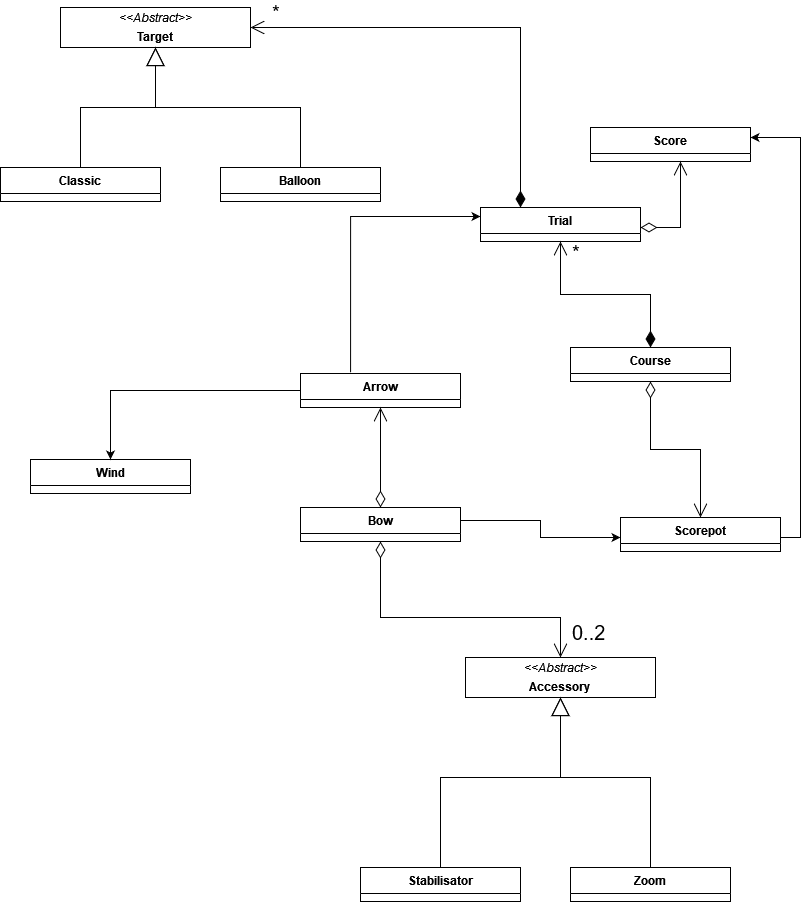 <<Abstract>>
Target
*
Score
Classic
Balloon
Trial
*
Course
Arrow
Wind
Bow
Scorepot
0..2
<<Abstract>>
Accessory
Stabilisator
Zoom